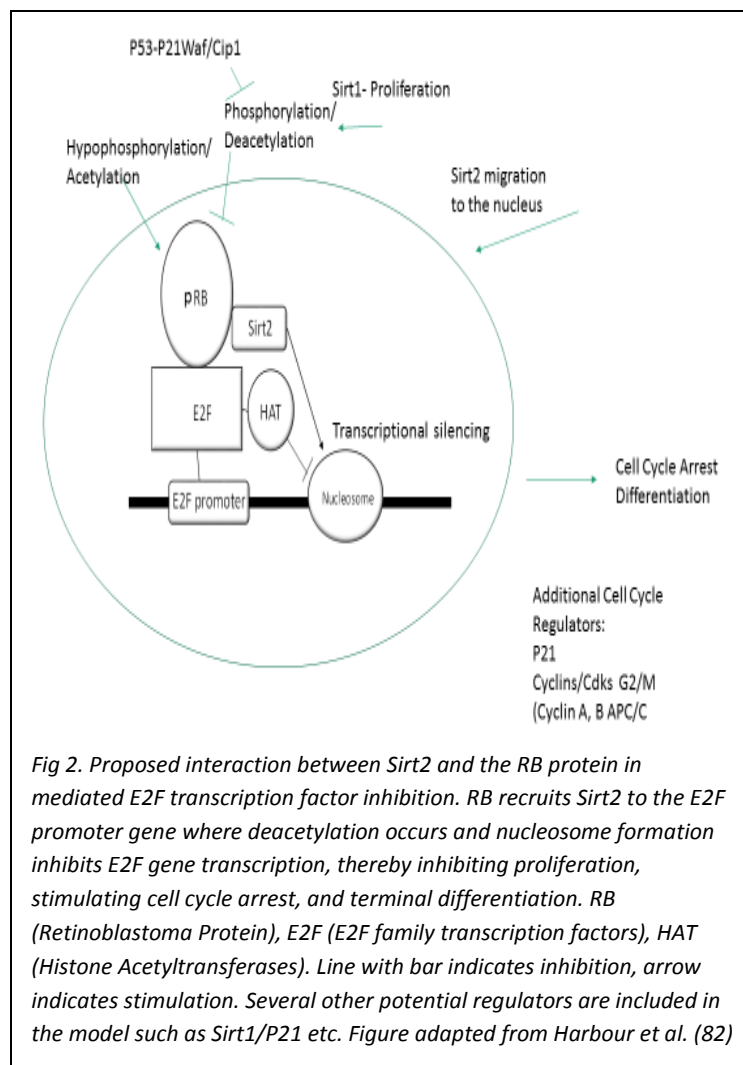 P53-P21Waf/Cip1
Sirt1- Proliferation
Phosphorylation/
Deacetylation
Hypophosphorylation/
Acetylation
Sirt2 migration
to the nucleus
pRB
Sirt2
E2F
HAT
Transcriptional silencing
E2F promoter
Nucleosome
Cell Cycle Arrest
Differentiation
Additional Cell Cycle
Regulators:
P21
Cyclins/Cdks G2/M
(Cyclin A, B APC/C
Fig 2. Proposed interaction between Sirt2 and the RB protein in
mediated E2F transcription factor inhibition. RB recruits Sirt2 to the E2F
promoter gene where deacetylation occurs and nucleosome formation
inhibits E2F gene transcription, thereby inhibiting proliferation,
stimulating cell cycle arrest, and terminal differentiation. RB
(Retinoblastoma Protein), E2F (E2F family transcription factors), HAT
(Histone Acetyltransferases). Line with bar indicates inhibition, arrow
indicates stimulation. Several other potential regulators are included in
the model such as Sirt1/P21 etc. Figure adapted from Harbour et al. (82)